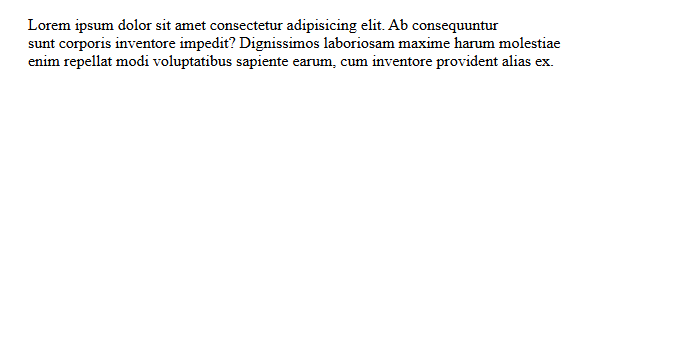 Lorem ipsum dolor sit amet consectetur adipisicing elit. Ab consequuntur
sunt corporis inventore impedit? Dignissimos laboriosam maxime harum molestiae
enim repellat modi voluptatibus sapiente earum, cum inventore provident alias ex.